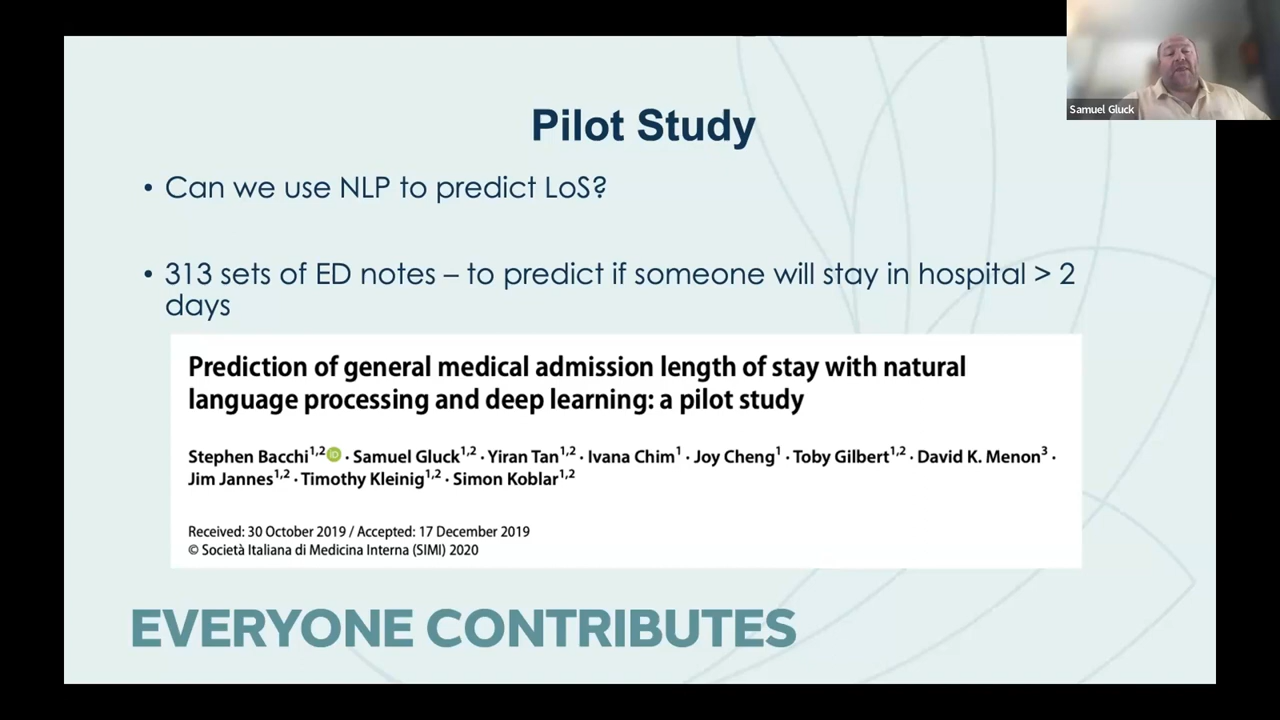 Samuel Gluck
Pilot Study
• Can we use NLP to predict LoS?
• 313 sets of ED notes – to predict if someone will stay in hospital > 2
days
Prediction of general medical admission length of stay with natural
language processing and deep learning: a pilot study
Stephen Bacchi1,2 iD · Samuel Gluck1,2 · Yiran Tan1,2 · Ivana Chim1 · Joy Cheng1 · Toby Gilbert1,2 · David K. Menon3 ·
Jim Jannes1,2 · Timothy Kleinig1,2 · Simon Koblar1,2
Received: 30 October 2019 / Accepted: 17 December 2019
© Società Italiana di Medicina Interna (SIMI) 2020
EVERYONE CONTRIBUTES